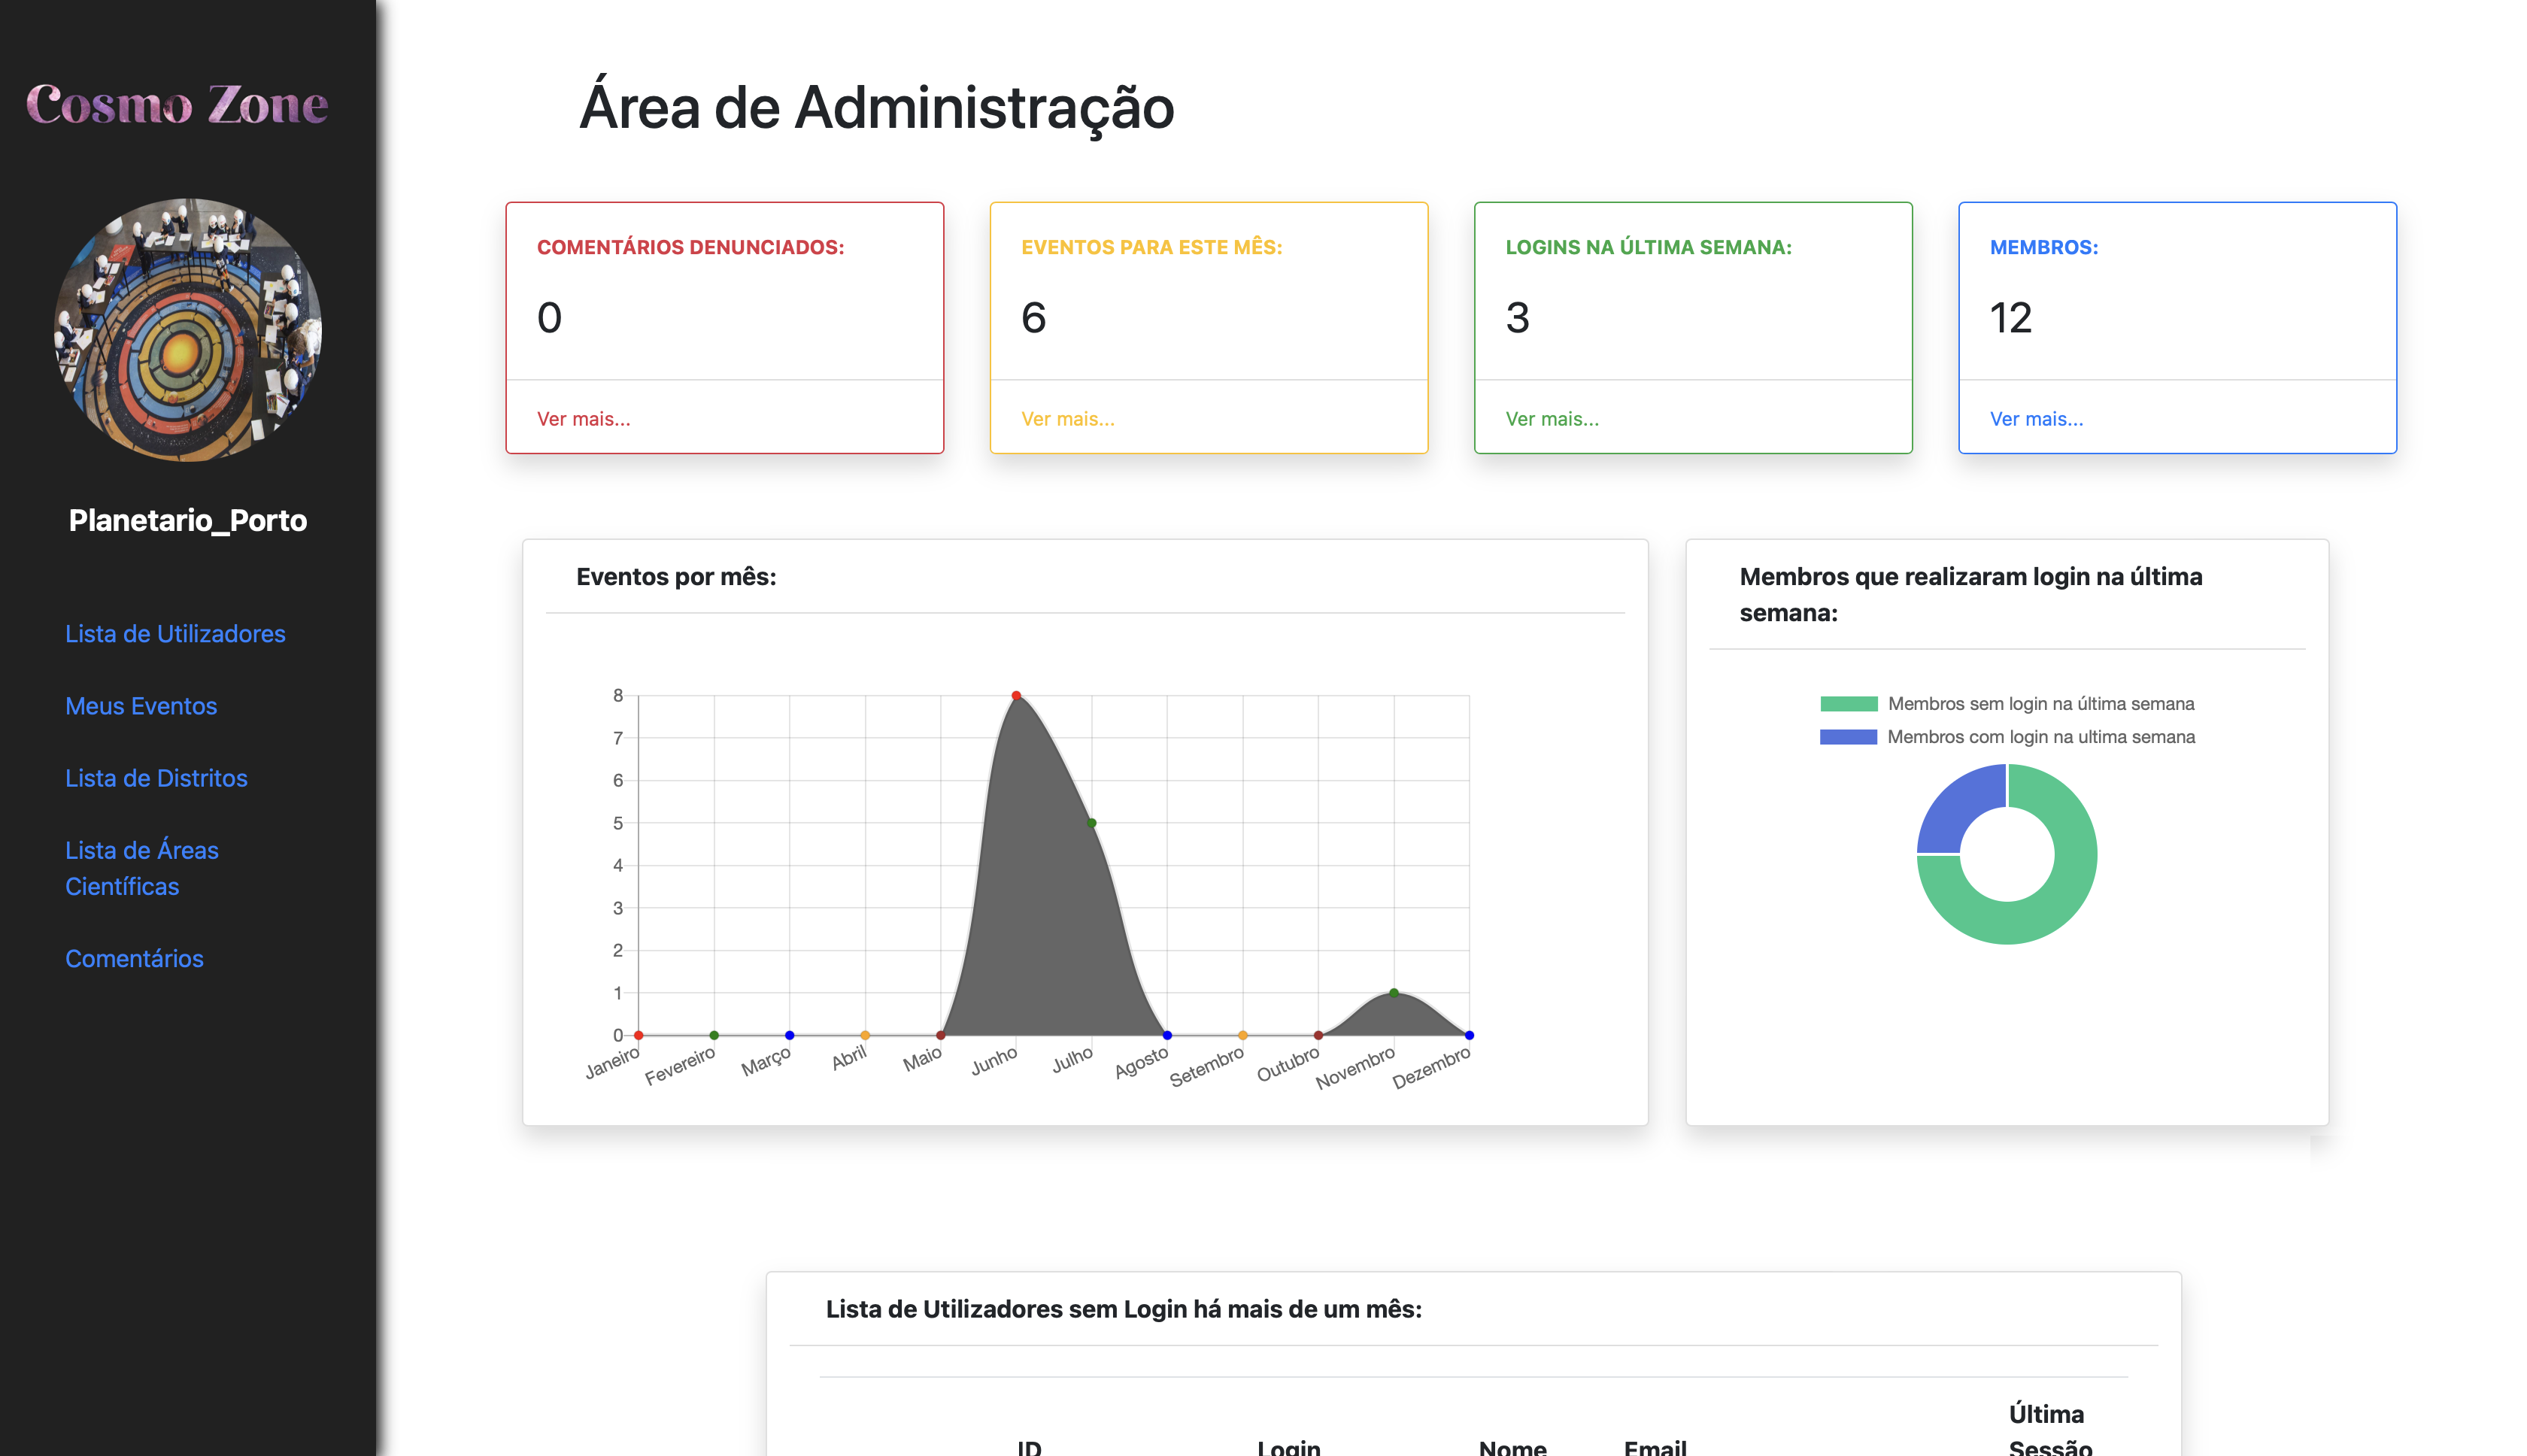 Cosmo Zone
Planetario_Porto
Lista de Utilizadores
Meus Eventos
Lista de Distritos
Lista de Áreas
Científicas
Comentários
Área de Administração
COMENTÁRIOS DENUNCIADOS:
0
Ver mais...
EVENTOS PARA ESTE MÊS:
6
Ver mais...
LOGINS NA ÚLTIMA SEMANA:
3
Ver mais...
MEMBROS:
12
Ver mais...
Eventos por mês:
8
7
6
5
4
3
2
1
0
Janeiro
Fevereiro
Março
Abril
Maio
Junho
Julho
Agosto
Setembro
Outubro
Novembro
Dezembro
Membros que realizaram login na última
semana:
Membros sem login na última semana
Membros com login na ultima semana
Lista de Utilizadores sem Login há mais de um mês:
ID
Login
Nome
Email
Última
Sessão